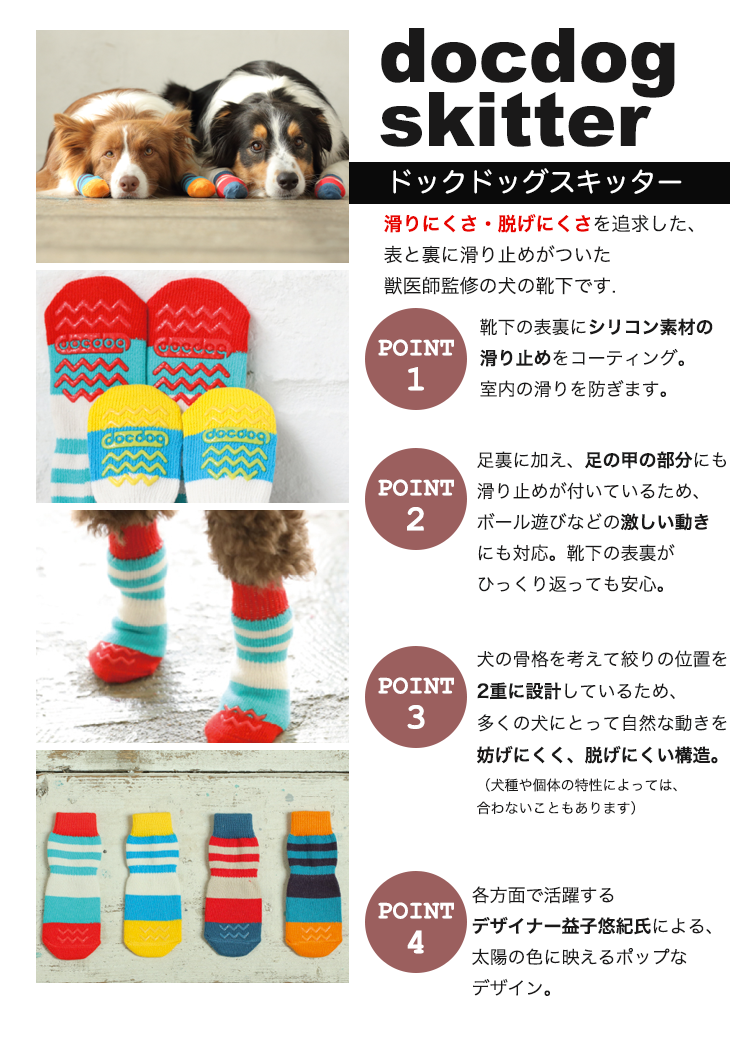 docdog
skitter
ドックドッグスキッター
滑りにくさ・脱げにくさを追求した、
表と裏に滑り止めがついた
獣医師監修の犬の靴下です.
POINT
1
靴下の表裏にシリコン素材の
滑り止めをコーティング。
室内の滑りを防ぎます。
docdog
docdog
docdog
docdog
POINT
2
足裏に加え、足の甲の部分にも
滑り止めが付いているため、
ボール遊びなどの激しい動き
にも対応。靴下の表裏が
ひっくり返っても安心。
POINT
3
犬の骨格を考えて絞りの位置を
2重に設計しているため、
多くの犬にとって自然な動きを
妨げにくく、脱げにくい構造。
（犬種や個体の特性によっては、
合わないこともあります）
POINT
4
各方面で活躍する
デザイナー益子悠紀氏による、
太陽の色に映えるポップな
デザイン。